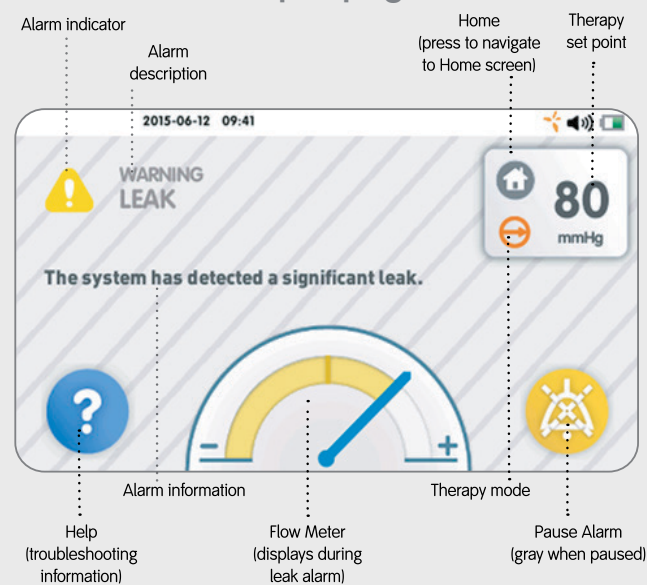 Alarm indicator
Alarm
description
Home
(press to navigate
to Home screen)
Therapy
set point
2015-06-12 09:41
WARNING
LEAK
80
mmHg
The system has detected a significant leak.
?
- +
Alarm information
Therapy mode
Help
(troubleshooting
information)
Flow Meter
(displays during
leak alarm)
Pause Alarm
(gray when paused)